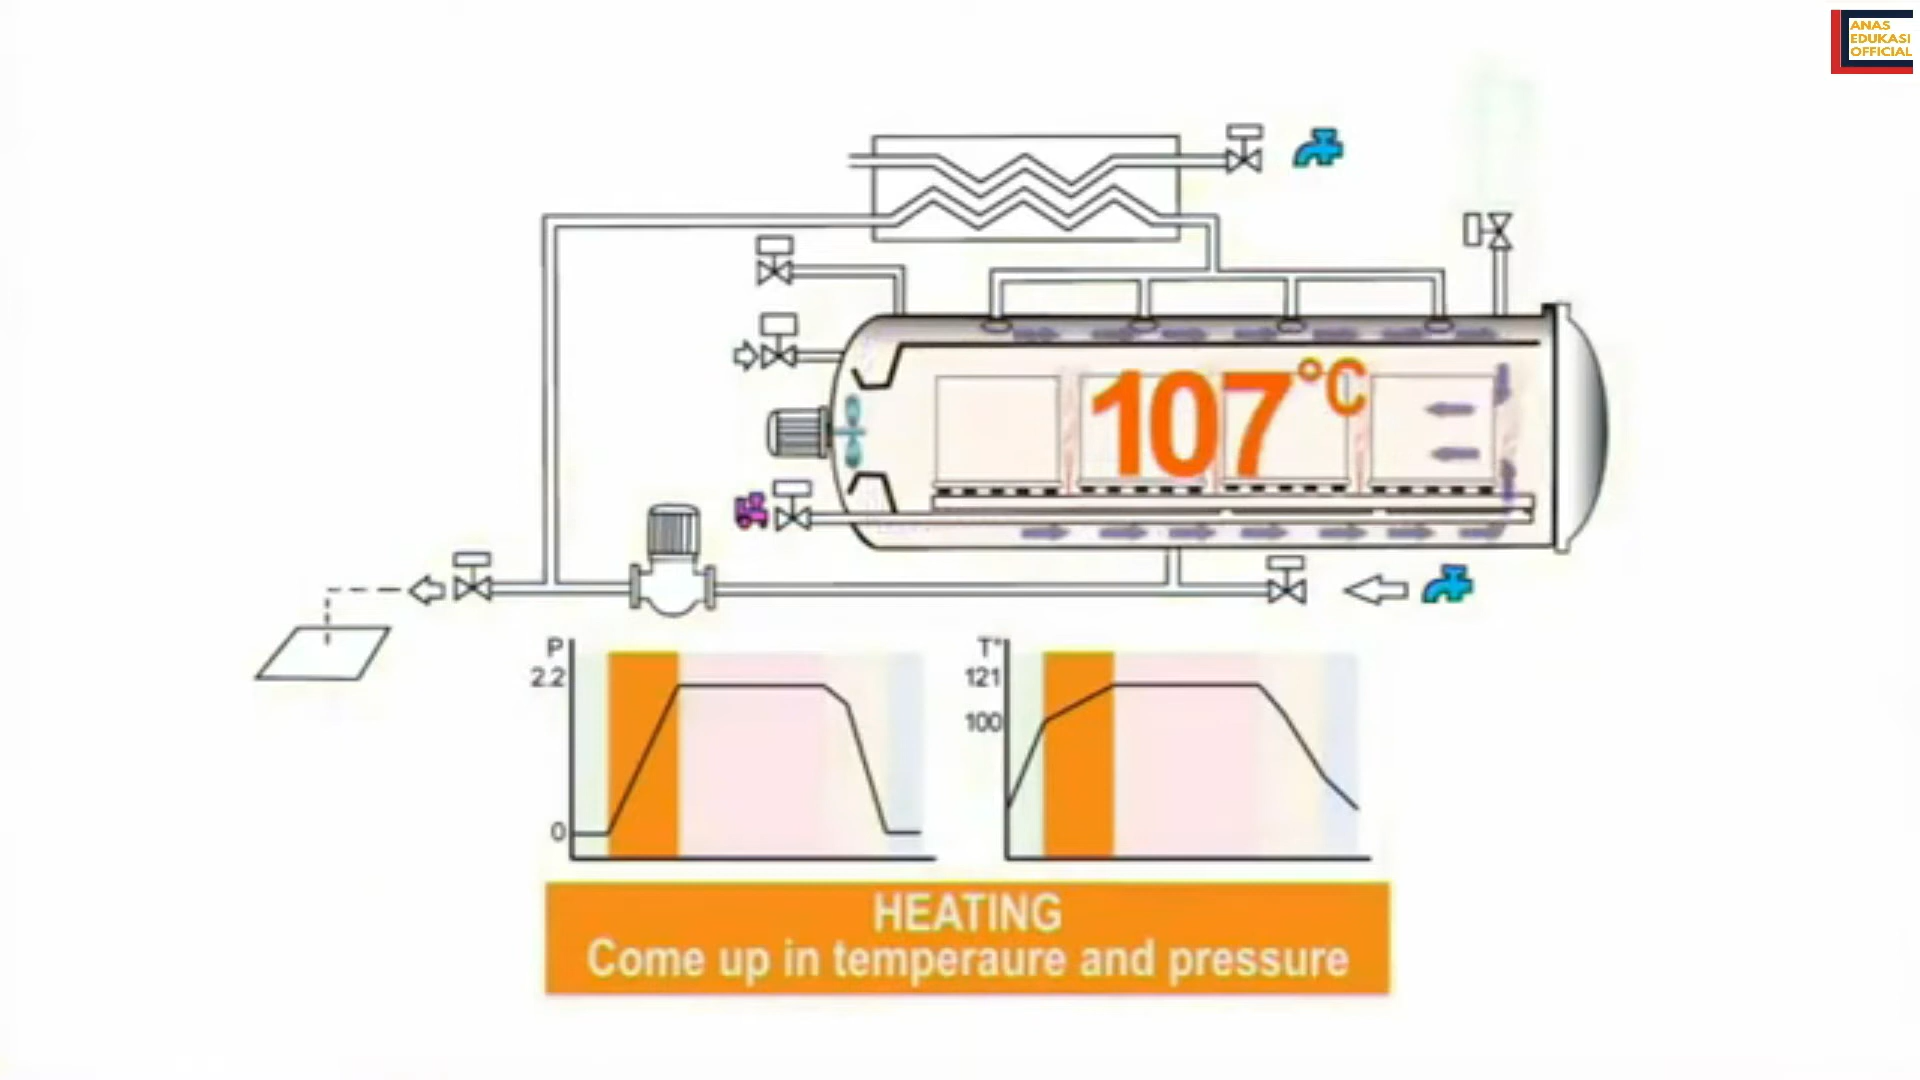 ANAS
EDUKASI
OFFICIAL
107°C
P
2.2
0
T°
121
100
HEATING
Come up in temperaure and pressure